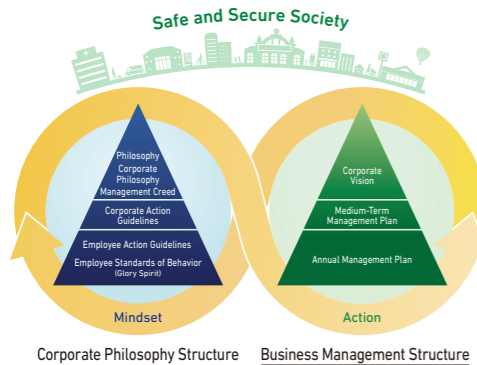 Safe and Secure Society
Philosophy
Corporate
Philosophy
Management Creed
Corporate Action
Guidelines
Employee Action Guidelines
Employee Standards of Behavior
(Glory Spirit)
Mindset
Corporate Philosophy Structure
Corporate
Vision
Medium-Term
Management Plan
Annual Management Plan
Action
Business Management Structure